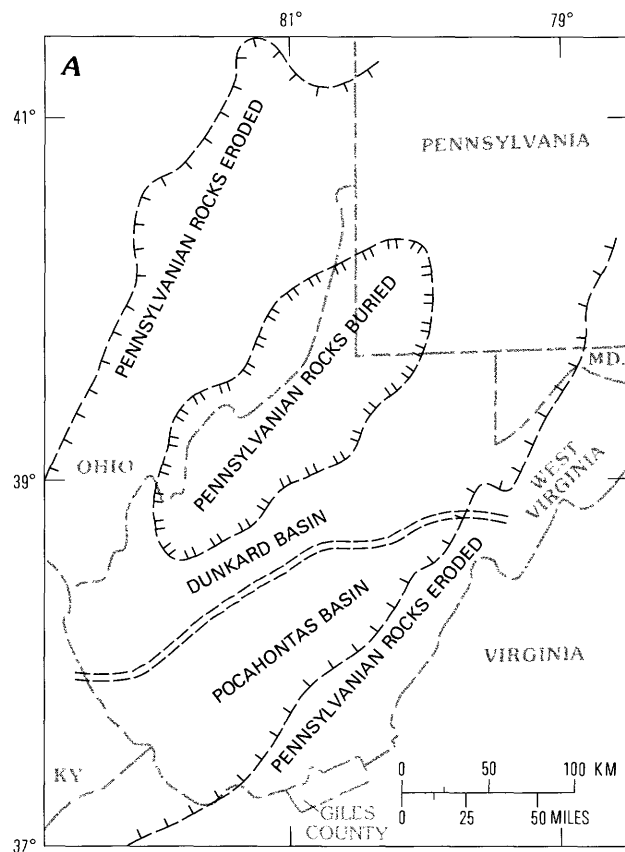 81°
79°
A
41°
PENNSYLVANIA
PENNSYLVANIAN ROCKS ERODED
PENNSYLVANIAN ROCKS BURIED
MD.
OHIO
39°
WEST
VIRGINIA
DUNKARD BASIN
POCAHONTAS BASIN
PENNSYLVANIAN ROCKS ERODED
VIRGINIA
KY
0 50 100 KM
0 25 50 MILES
GILES
COUNTY
37°